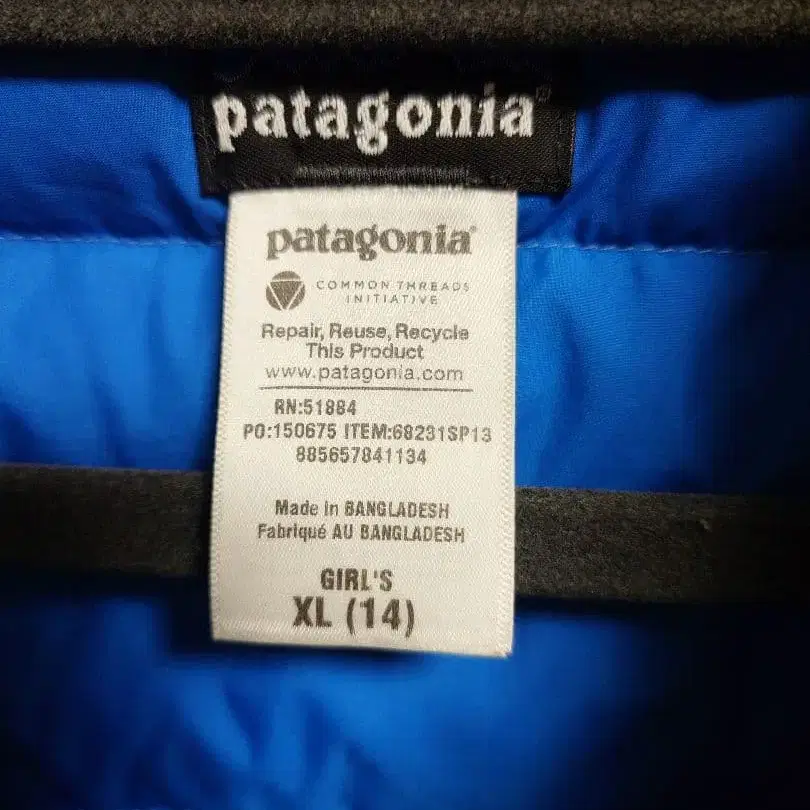 patagonia®
patagonia®
COMMON THREADS
INITIATIVE
Repair, Reuse, Recycle
This Product
www.patagonia.com
RN:51884
PO:150675 ITEM:68231SP13
885657841134
Made in BANGLADESH
Fabriqué AU BANGLADESH
GIRL'S
XL (14)